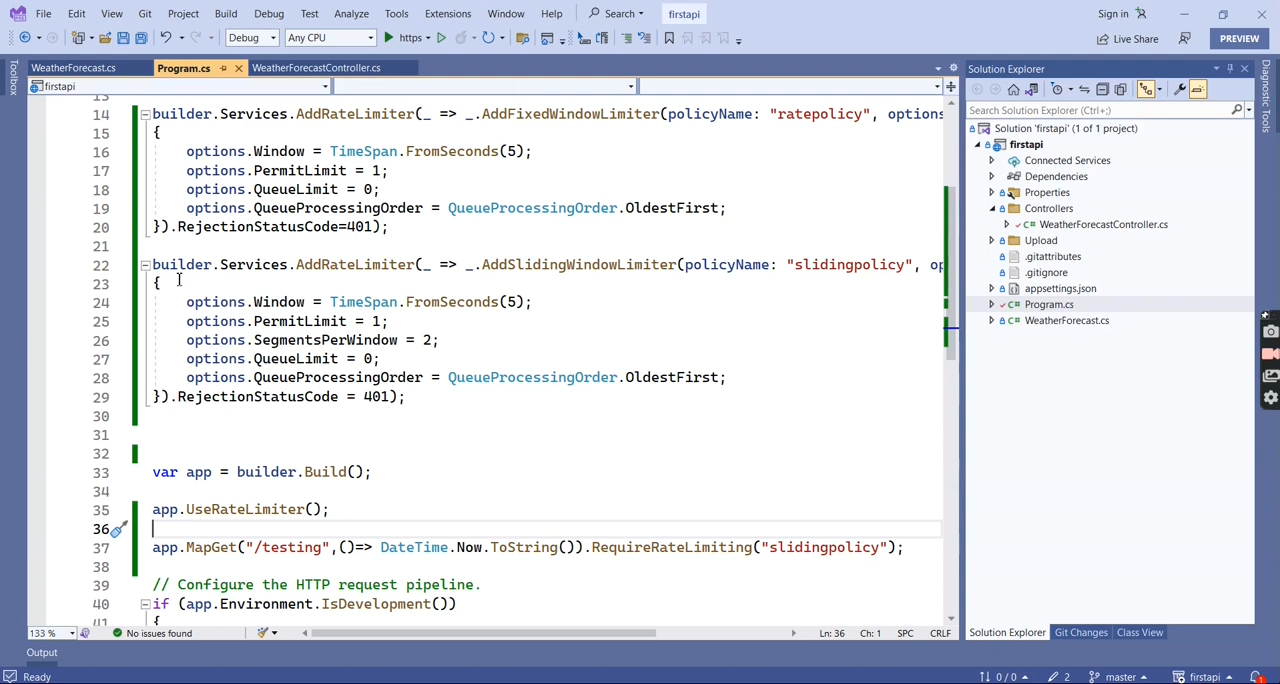 File Edit View Git Project Build Debug Test Analyze Tools Extensions Window Help Search firstapi Sign in
Debug Any CPU https Live Share PREVIEW
Toolbox
WeatherForecast.cs Program.cs WeatherForecastController.cs
firstapi
13
14 builder.Services.AddRateLimiter(_ => _.AddFixedWindowLimiter(policyName: "ratepolicy", options
15 {
16 options.Window = TimeSpan.FromSeconds(5);
17 options.PermitLimit = 1;
18 options.QueueLimit = 0;
19 options.QueueProcessingOrder = QueueProcessingOrder.OldestFirst;
20 }).RejectionStatusCode=401);
21
22 builder.Services.AddRateLimiter(_ => _.AddSlidingWindowLimiter(policyName: "slidingpolicy", op
23 {
24 options.Window = TimeSpan.FromSeconds(5);
25 options.PermitLimit = 1;
26 options.SegmentsPerWindow = 2;
27 options.QueueLimit = 0;
28 options.QueueProcessingOrder = QueueProcessingOrder.OldestFirst;
29 }).RejectionStatusCode = 401);
30
31
32
33 var app = builder.Build();
34
35 app.UseRateLimiter();
36
37 app.MapGet("/testing",()=> DateTime.Now.ToString()).RequireRateLimiting("slidingpolicy");
38
39 // Configure the HTTP request pipeline.
40 if (app.Environment.IsDevelopment())
41 {
133 % No issues found Ln: 36 Ch: 1 SPC CRLF
Output
Solution Explorer
Search Solution Explorer (Ctrl+;)
Solution 'firstapi' (1 of 1 project)
firstapi
Connected Services
Dependencies
Properties
Controllers
WeatherForecastController.cs
Upload
.gitattributes
.gitignore
appsettings.json
Program.cs
WeatherForecast.cs
Solution Explorer Git Changes Class View
Diagnostic Tools
Ready 0 / 0 2 master firstapi 1